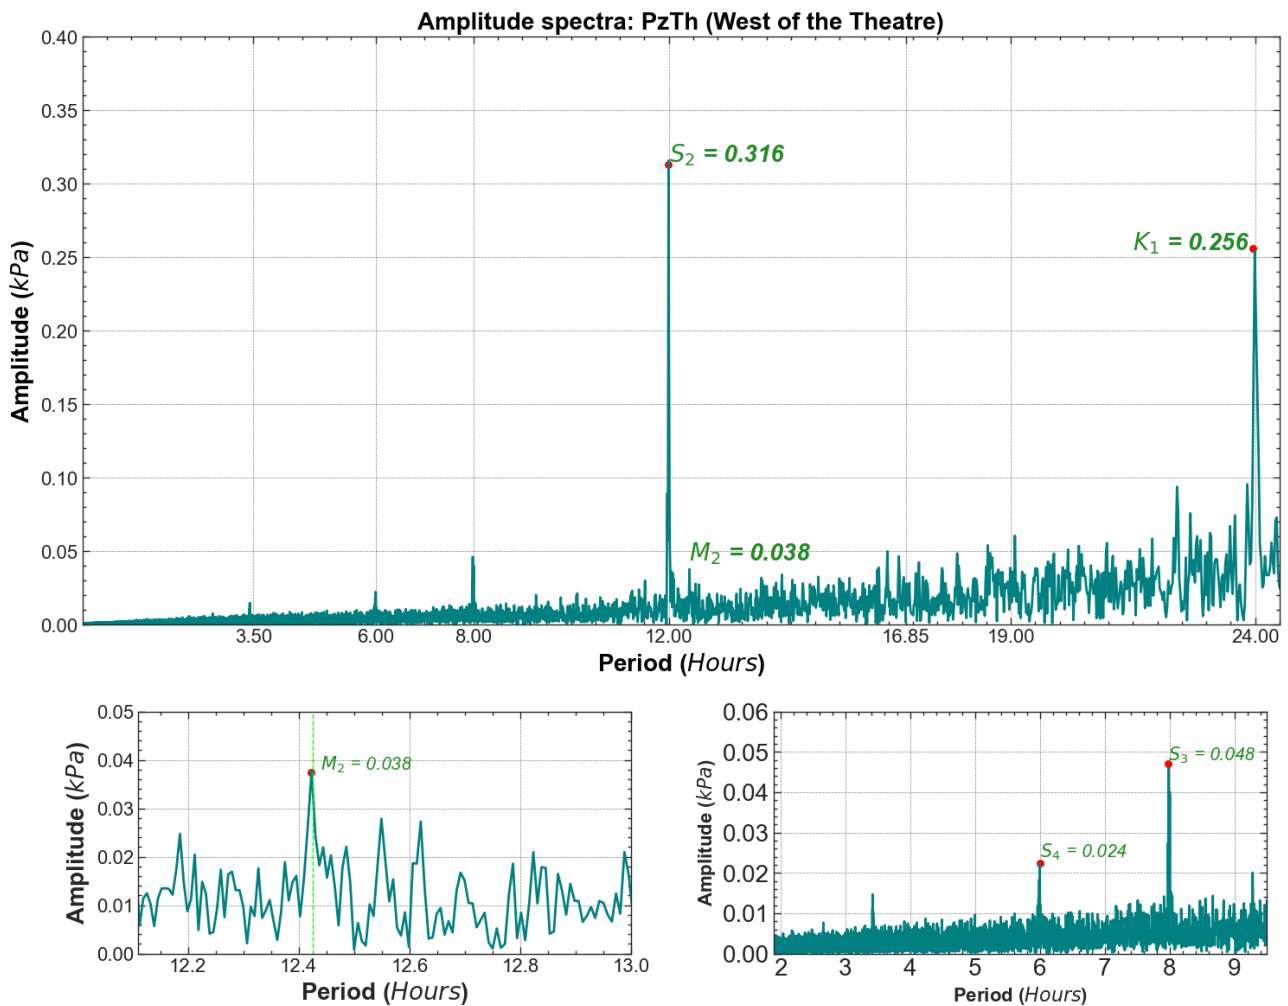 Amplitude spectra: PzTh (West of the Theatre)
0.40
0.35
0.30
0.25
0.20
0.15
0.10
0.05
0.00
Amplitude (kPa)
S₂ = 0.316
K₁ = 0.256
M₂ = 0.038
3.50 6.00 8.00 12.00 16.85 19.00 24.00
Period (Hours)
0.05
0.04
0.03
0.02
0.01
0.00
Amplitude (kPa)
M₂ = 0.038
12.2 12.4 12.6 12.8 13.0
Period (Hours)
0.06
0.05
0.04
0.03
0.02
0.01
0.00
Amplitude (kPa)
S₃ = 0.048
S₄ = 0.024
2 3 4 5 6 7 8 9
Period (Hours)